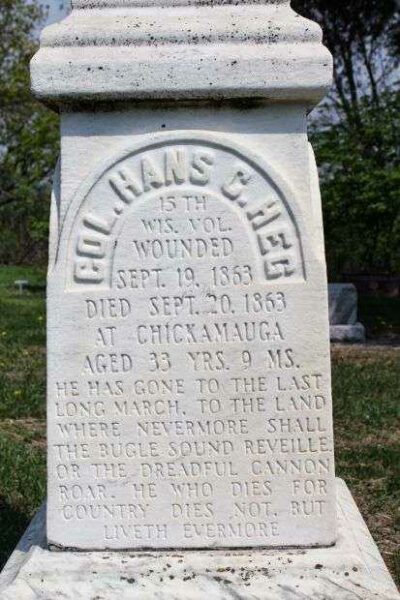 COL. HANS C. HEG
15 TH
WIS. VOL.
WOUNDED
SEPT. 19, 1863
DIED SEPT. 20. 1863
AT CHICKAMAUGA
AGED 33 YRS. 9 MS.
HE HAS GONE TO THE LAST
LONG MARCH, TO THE LAND
WHERE NEVERMORE SHALL
THE BUGLE SOUND REVEILLE
OR THE DREADFUL CANNON
ROAR. HE WHO DIES FOR
COUNTRY DIES NOT, BUT
LIVETH EVERMORE